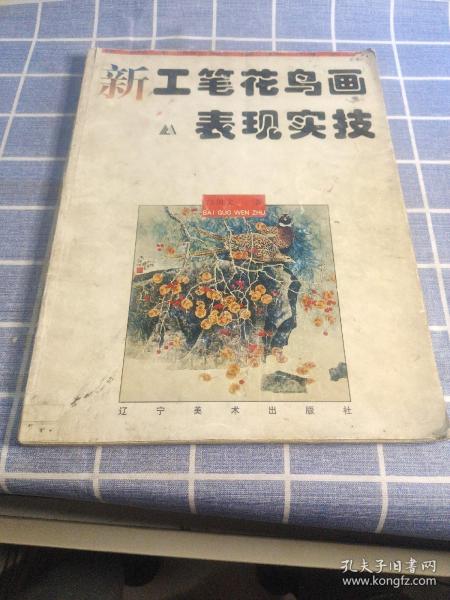 新工笔花鸟画
表现实技
BAI GUO WEN ZHU
辽宁美术出版社
孔夫子旧书网
www.kongfz.com